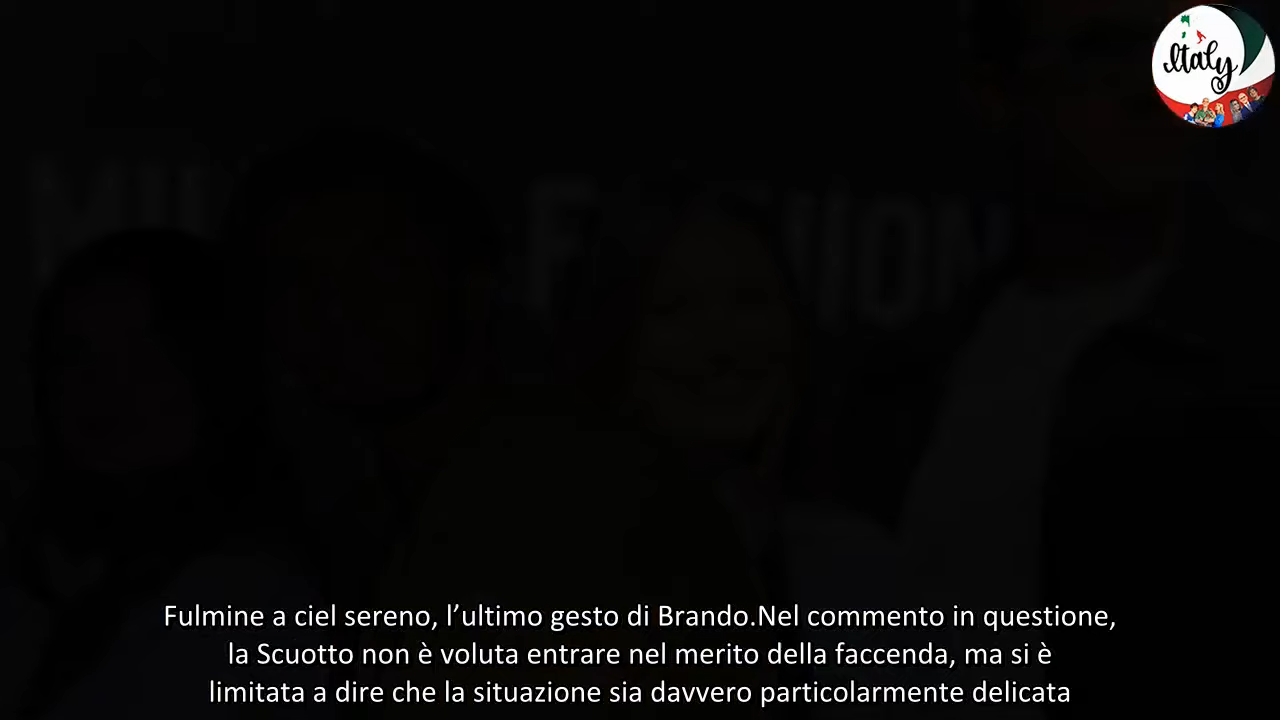 Italy
Fulmine a ciel sereno, l’ultimo gesto di Brando.Nel commento in questione,
la Scuotto non è voluta entrare nel merito della faccenda, ma si è
limitata a dire che la situazione sia davvero particolarmente delicata